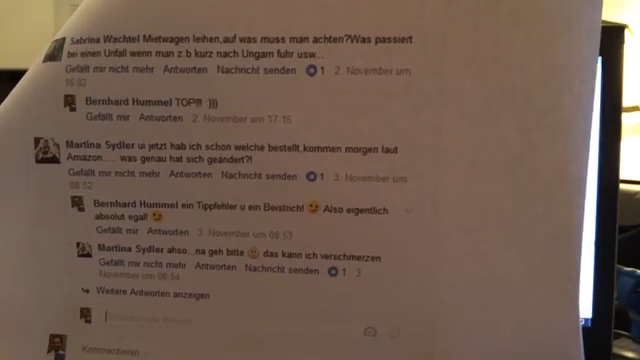 Sabrina Wachtel Mietwagen leihen,auf was muss man achten?Was passiert
bei einen Unfall wenn man z.b kurz nach Ungarn fuhr usw...
Gefällt mir nicht mehr Antworten Nachricht senden 1 2. November um
16:02
Bernhard Hummel TOP!!! :)))
Gefällt mir Antworten 2. November um 17:15
Martina Sydler ui jetzt hab ich schon welche bestellt,kommen morgen laut
Amazon..... was genau hat sich geändert?!
Gefällt mir nicht mehr Antworten Nachricht senden 1 3. November um
08:52
Bernhard Hummel ein Tippfehler u ein Beistrich! 😉 Also eigentlich
absolut egal! 😉
Gefällt mir Antworten 3. November um 08:53
Martina Sydler ahso...na geh bitte 🙂 das kann ich verschmerzen
Gefällt mir nicht mehr Antworten Nachricht senden 1 3.
November um 08:54
Weitere Antworten anzeigen
Kommentieren